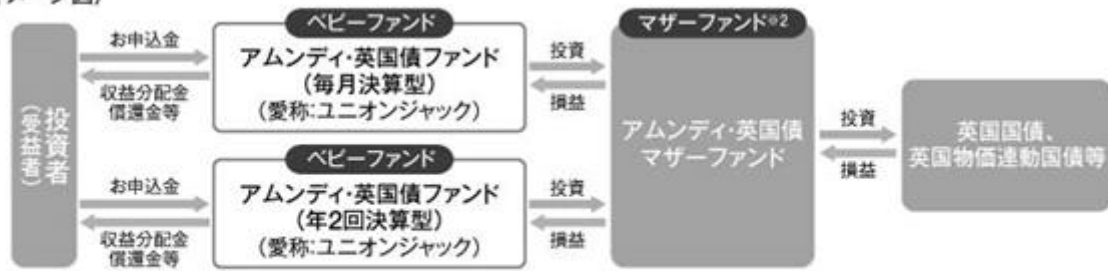 投資者
(受益者)
お申込金
収益分配金
償還金等
ベビーファンド
アムンディ・英国債ファンド
(毎月決算型)
(愛称:ユニオンジャック)
投資
損益
お申込金
収益分配金
償還金等
ベビーファンド
アムンディ・英国債ファンド
(年2回決算型)
(愛称:ユニオンジャック)
投資
損益
マザーファンド※2
アムンディ・英国債
マザーファンド
投資
損益
英国国債、
英国物価連動国債等